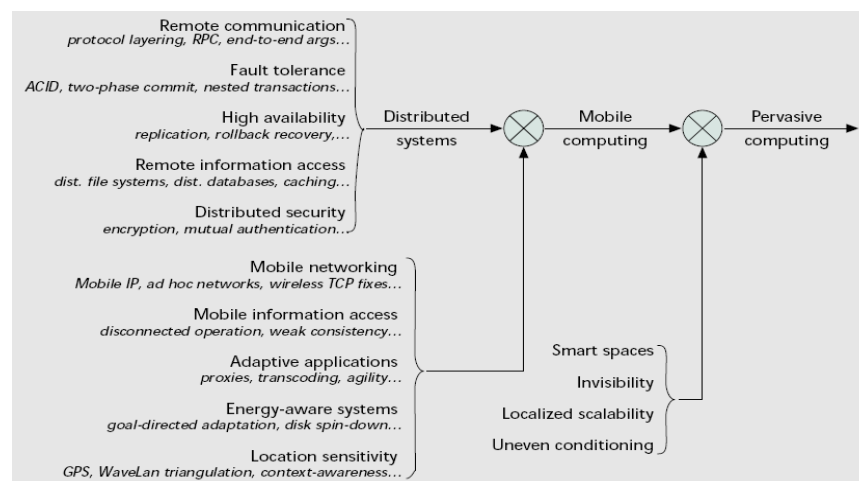 Remote communication
protocol layering, RPC, end-to-end args...
Fault tolerance
ACID, two-phase commit, nested transactions...
High availability
replication, rollback recovery,...
Remote information access
dist. file systems, dist. databases, caching...
Distributed security
encryption, mutual authentication...
Distributed
systems
Mobile
computing
Pervasive
computing
Mobile networking
Mobile IP, ad hoc networks, wireless TCP fixes...
Mobile information access
disconnected operation, weak consistency...
Adaptive applications
proxies, transcoding, agility...
Energy-aware systems
goal-directed adaptation, disk spin-down...
Location sensitivity
GPS, WaveLan triangulation, context-awareness...
Smart spaces
Invisibility
Localized scalability
Uneven conditioning